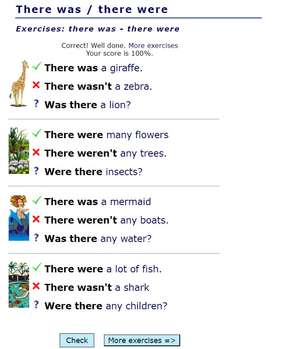 There was / there were
Exercises: there was - there were
Correct! Well done. More exercises
Your score is 100%.
There was a giraffe.
There wasn't a zebra.
? Was there a lion?
There were many flowers
There weren't any trees.
? Were there insects?
There was a mermaid
There weren't any boats.
? Was there any water?
There were a lot of fish.
There wasn't a shark
? Were there any children?
Check More exercises =>